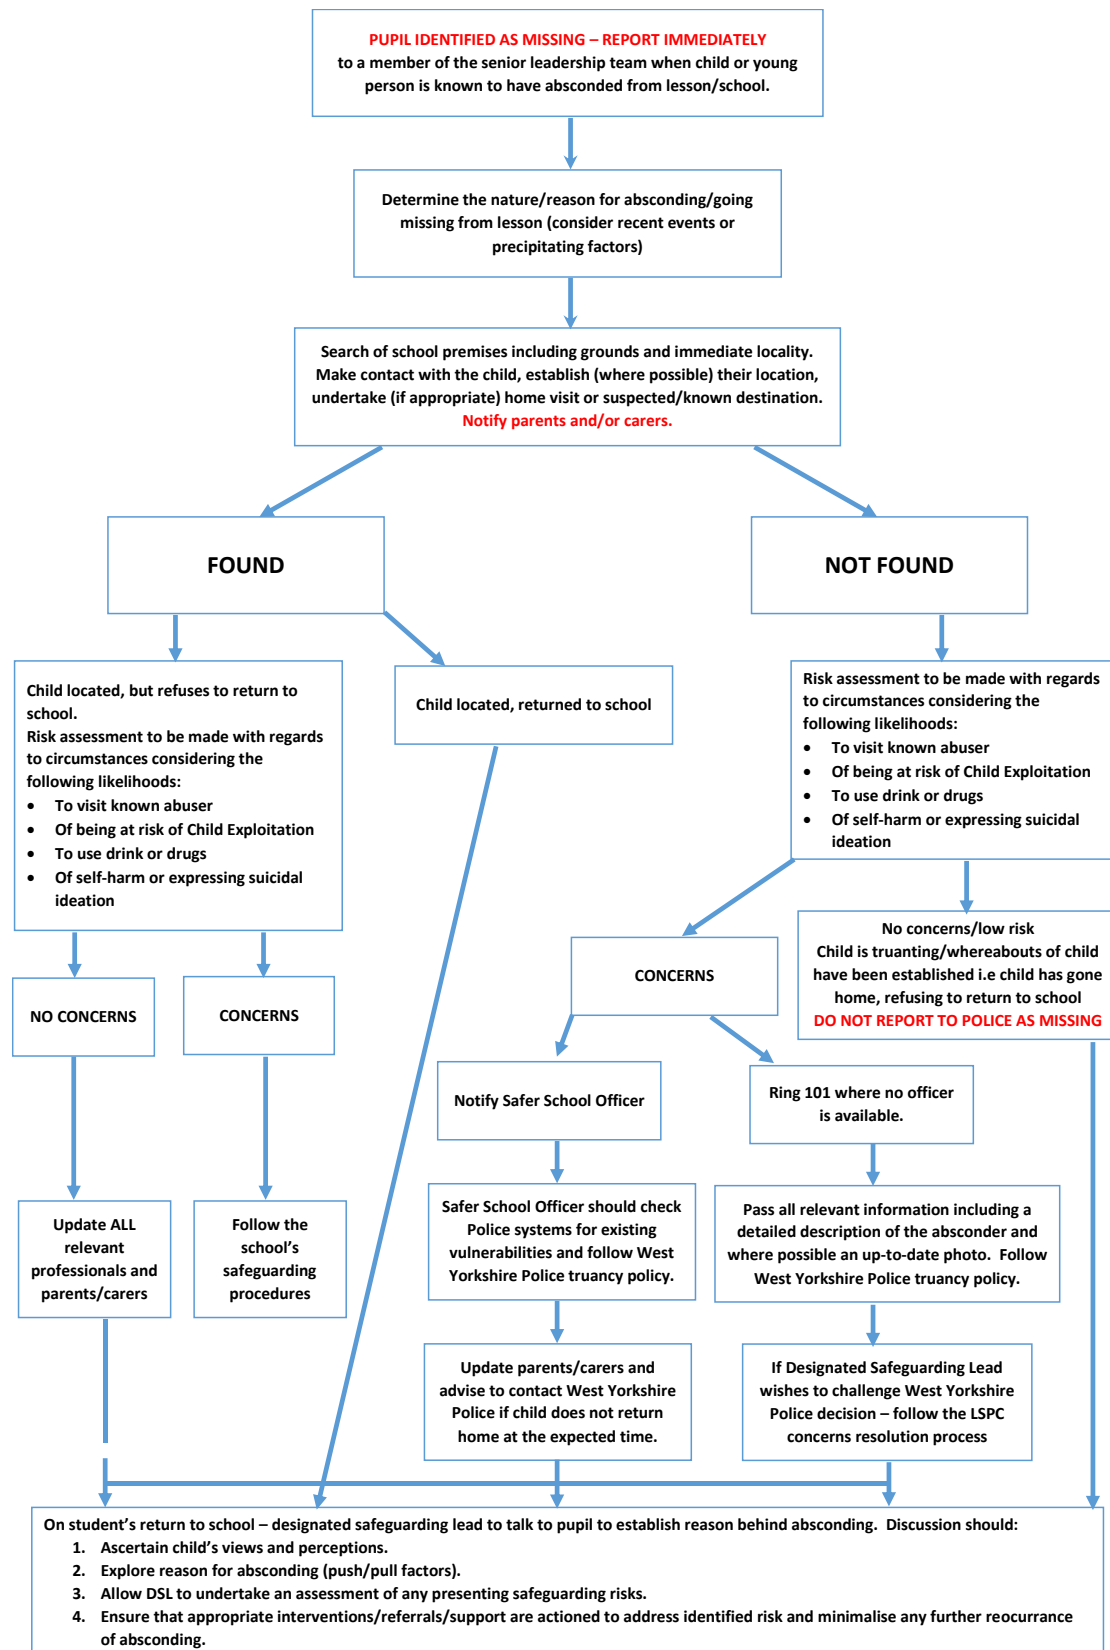 PUPIL IDENTIFIED AS MISSING – REPORT IMMEDIATELY
to a member of the senior leadership team when child or young
person is known to have absconded from lesson/school.
Determine the nature/reason for absconding/going
missing from lesson (consider recent events or
precipitating factors)
Search of school premises including grounds and immediate locality.
Make contact with the child, establish (where possible) their location,
undertake (if appropriate) home visit or suspected/known destination.
Notify parents and/or carers.
FOUND
NOT FOUND
Child located, but refuses to return to
school.
Risk assessment to be made with regards
to circumstances considering the
following likelihoods:
• To visit known abuser
• Of being at risk of Child Exploitation
• To use drink or drugs
• Of self-harm or expressing suicidal
ideation
Child located, returned to school
Risk assessment to be made with regards
to circumstances considering the
following likelihoods:
• To visit known abuser
• Of being at risk of Child Exploitation
• To use drink or drugs
• Of self-harm or expressing suicidal
ideation
NO CONCERNS
CONCERNS
CONCERNS
No concerns/low risk
Child is truanting/whereabouts of child
have been established i.e child has gone
home, refusing to return to school
DO NOT REPORT TO POLICE AS MISSING
Notify Safer School Officer
Ring 101 where no officer
is available.
Update ALL
relevant
professionals and
parents/carers
Follow the
school's
safeguarding
procedures
Safer School Officer should check
Police systems for existing
vulnerabilities and follow West
Yorkshire Police truancy policy.
Pass all relevant information including a
detailed description of the absconder and
where possible an up-to-date photo.  Follow
West Yorkshire Police truancy policy.
Update parents/carers and
advise to contact West Yorkshire
Police if child does not return
home at the expected time.
If Designated Safeguarding Lead
wishes to challenge West Yorkshire
Police decision – follow the LSPC
concerns resolution process
On student's return to school – designated safeguarding lead to talk to pupil to establish reason behind absconding.  Discussion should:
1. Ascertain child's views and perceptions.
2. Explore reason for absconding (push/pull factors).
3. Allow DSL to undertake an assessment of any presenting safeguarding risks.
4. Ensure that appropriate interventions/referrals/support are actioned to address identified risk and minimalise any further reocurrance
of absconding.